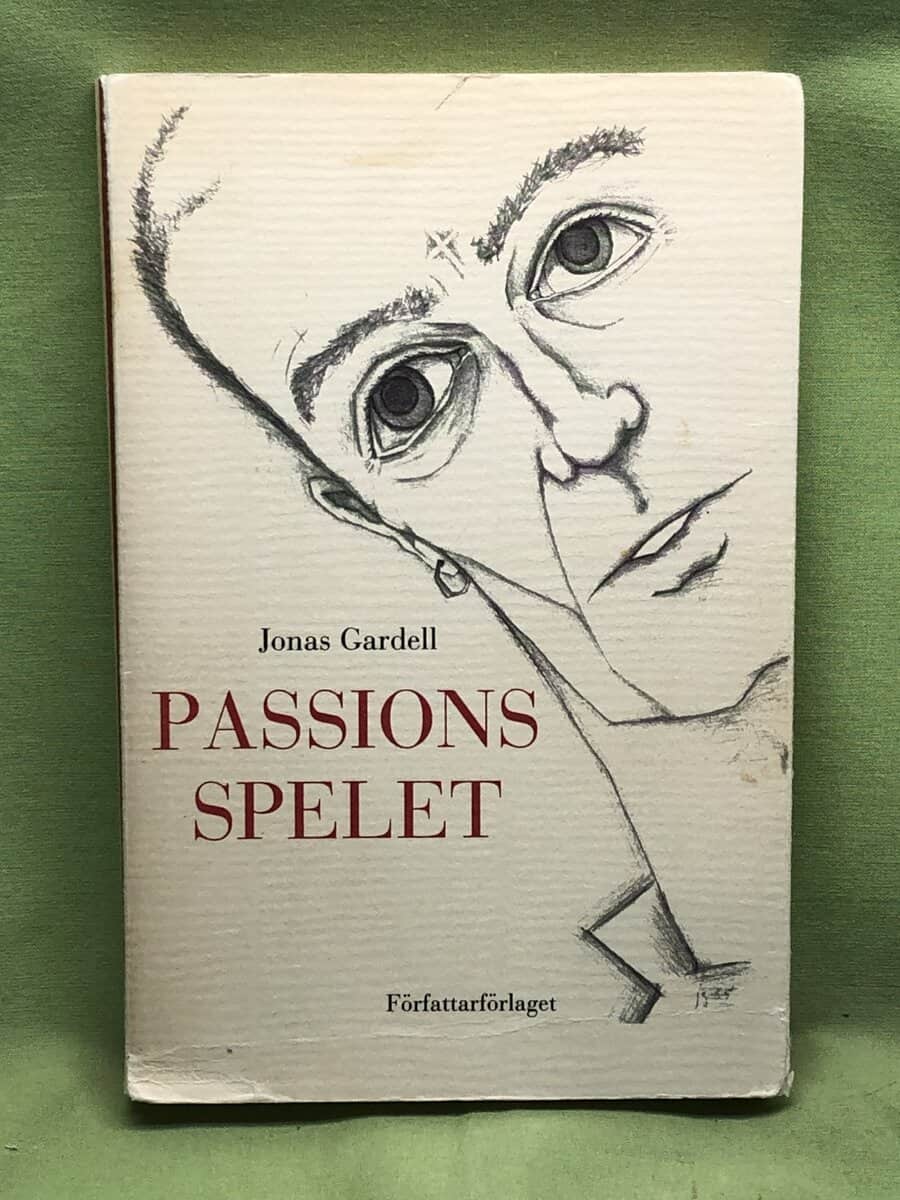 Jonas Gardell
PASSIONS
SPELET
Författarförlaget